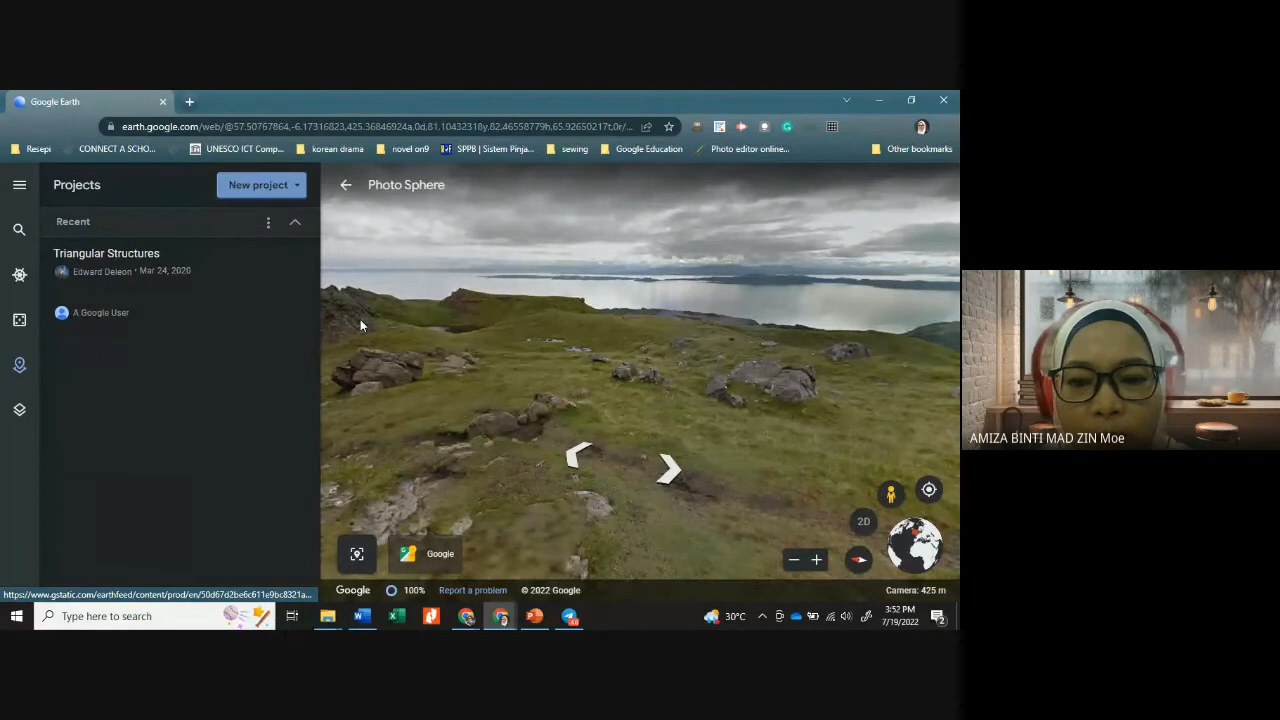 Google Earth
earth.google.com/web/@57.50767864,-6.17316823,425.36846924a,0d,81.10432318y,82.46558779h,65.92650217t,0r/...
Resepi
CONNECT A SCHO...
UNESCO ICT Comp...
korean drama
novel on9
SPPB | Sistem Pinja...
sewing
Google Education
Photo editor online...
Other bookmarks
Projects
New project
Photo Sphere
Recent
Triangular Structures
Edward Deleon • Mar 24, 2020
A Google User
AMIZA BINTI MAD ZIN Moe
2D
Google
https://www.gstatic.com/earthfeed/content/prod/en/50d67d2be6c611e9bc8321a...
Google
100%
Report a problem
© 2022 Google
Camera: 425 m
Type here to search
30°C
3:52 PM
7/19/2022
2